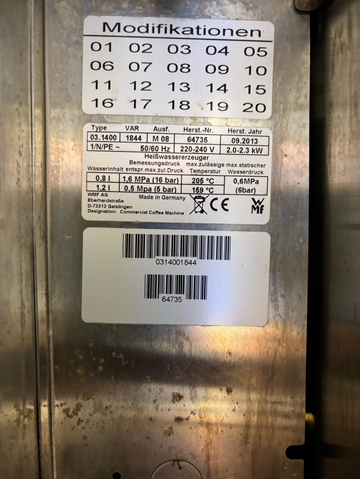 Modifikationen
01 02 03 04 05
06 07 08 09 10
11 12 13 14 15
16 17 18 19 20
Type VAR Ausf. Herst.-Nr. Herst. Jahr
03.1400 1844 M 08 64735 09.2013
1/N/PE ~ 50/60 Hz 220-240 V 2.0-2.3 kW
Heißwassererzeuger
Bemessungsdruck max.zulässige max.statischer
Wasserinhalt entspr.max.zul.Druck Temperatur Wasserdruck
0.8 l 1,6 MPa (16 bar) 205 °C 0,6MPa
1.2 l 0,5 Mpa (5 bar) 159 °C (6bar)
WMF AG Made in Germany
Eberhardstraße
D-73312 Geislingen
Designation: Commercial Coffee Machine
CE
WMF
0314001844
64735